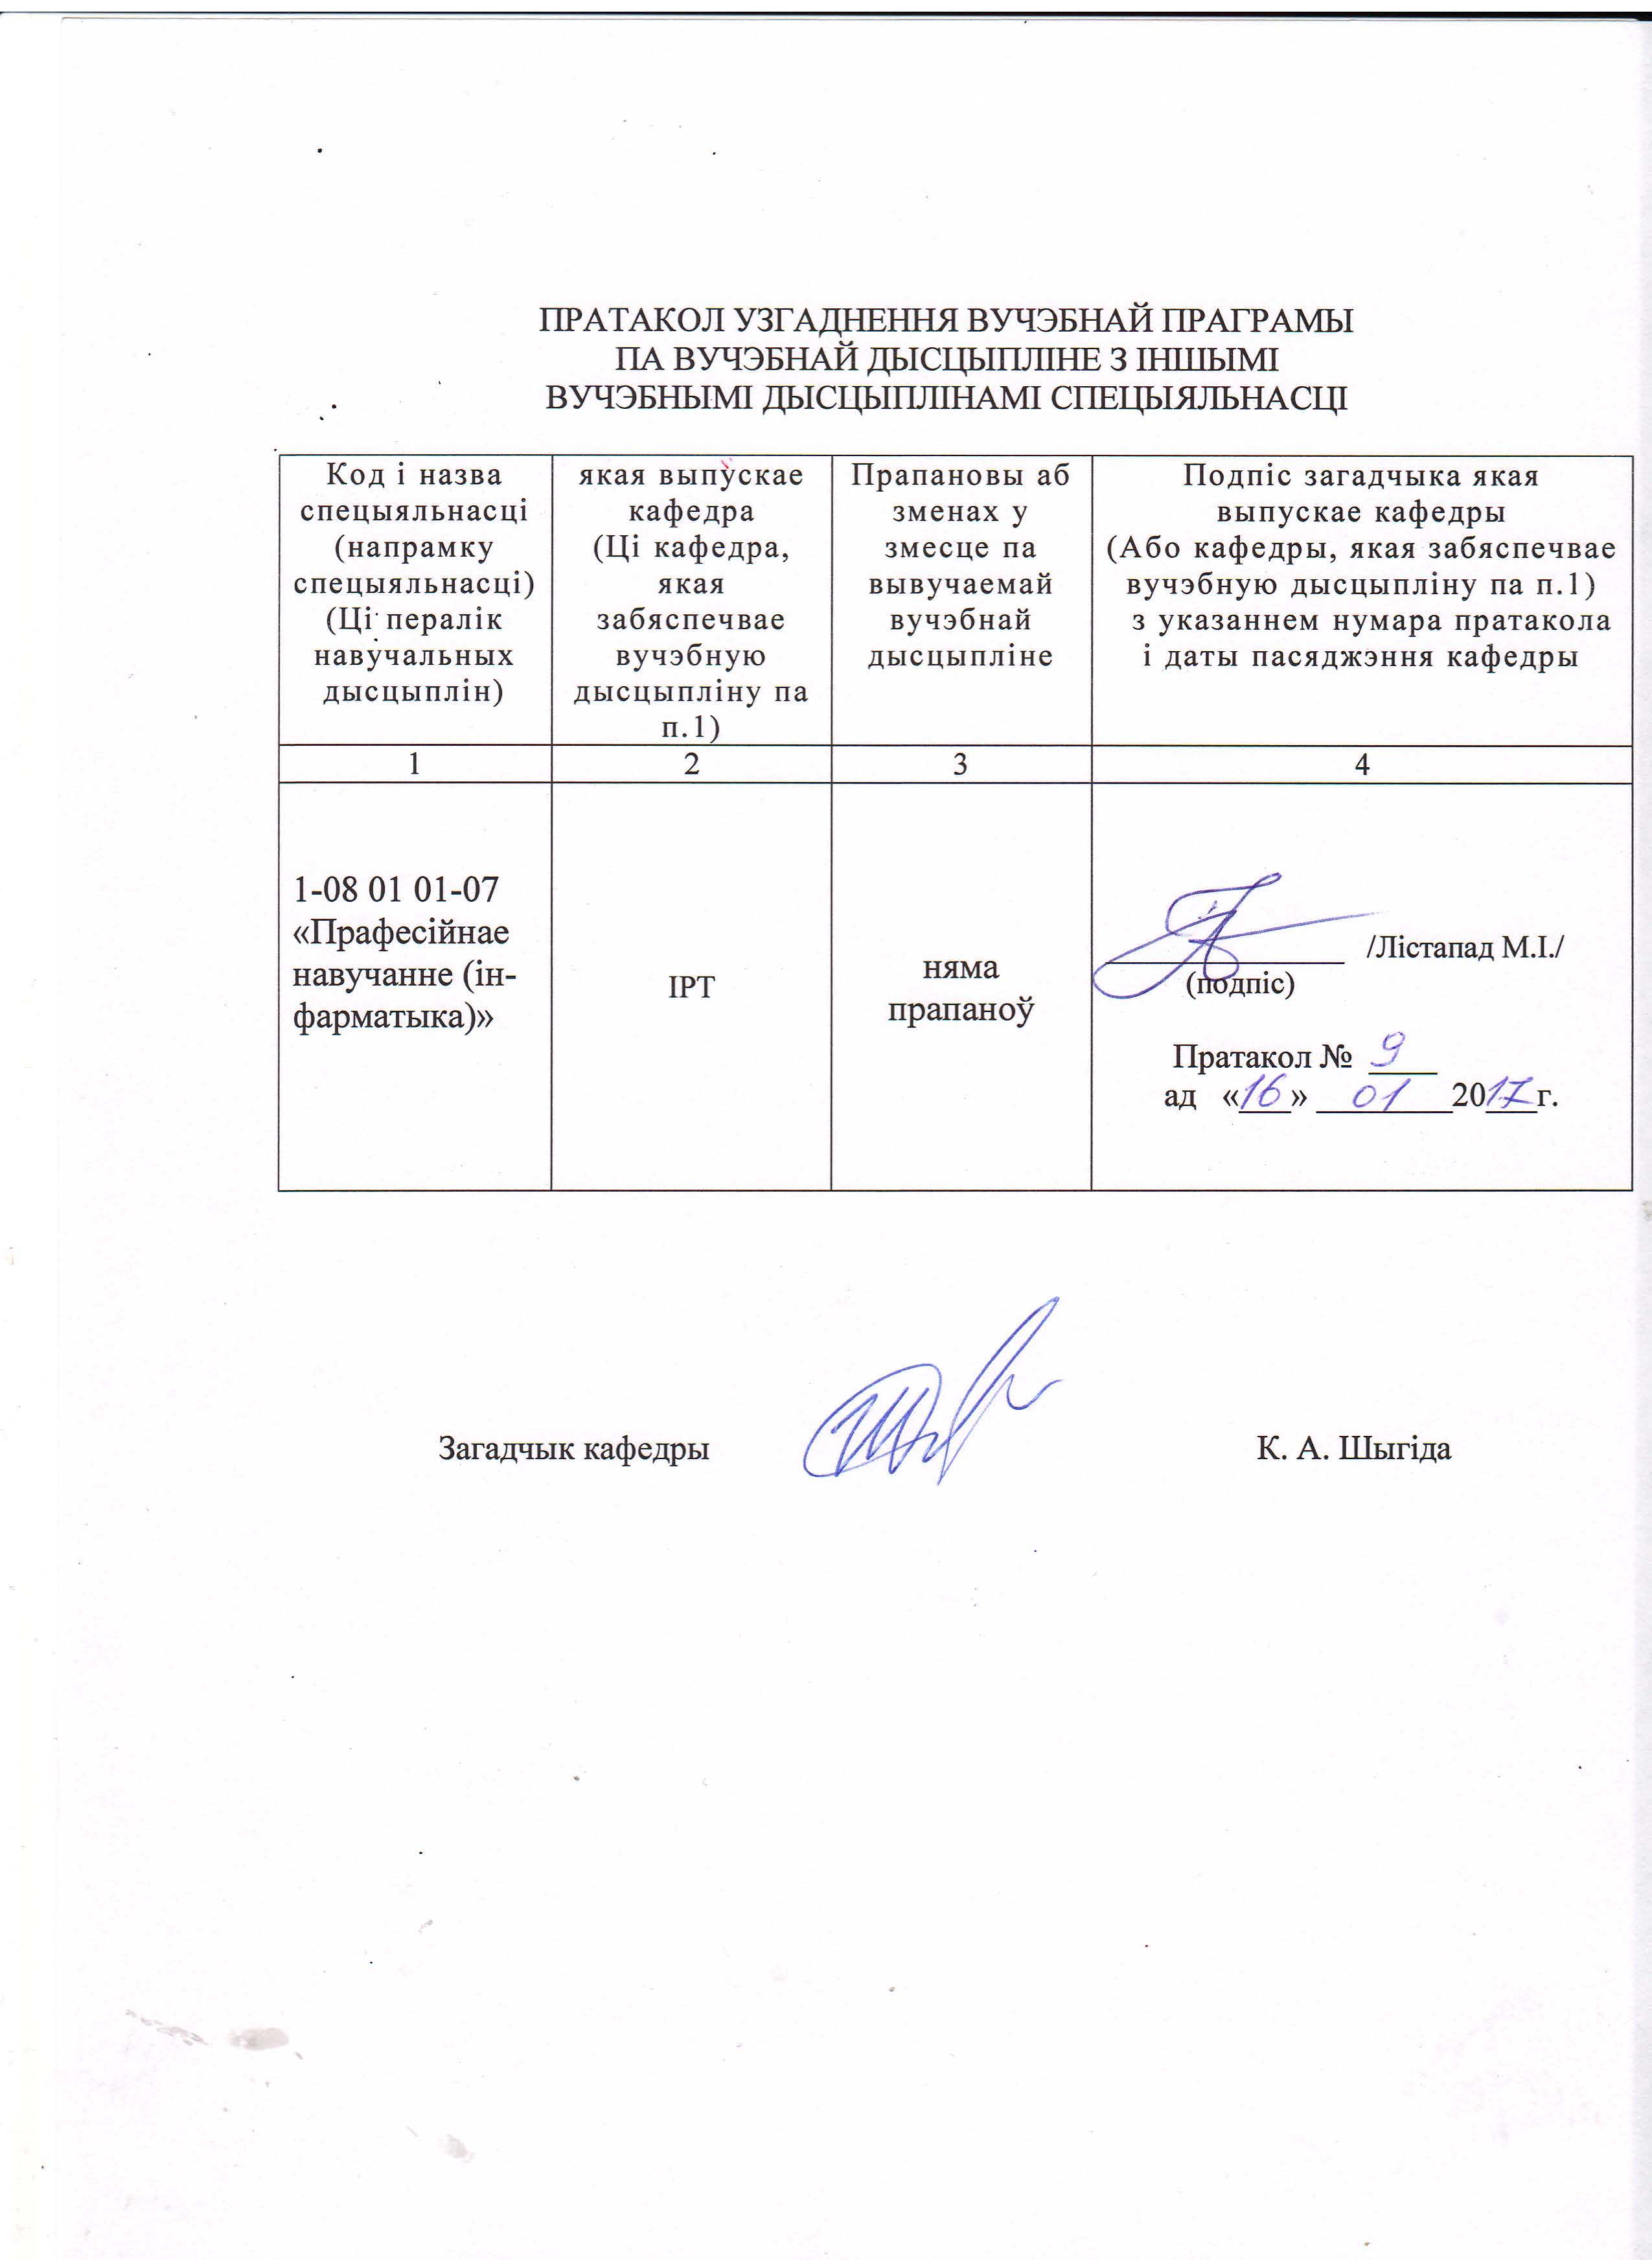 ПРАТАКОЛ УЗГАДНЕННЯ ВУЧЭБНАЙ ПРАГРАМЫ
ПА ВУЧЭБНАЙ ДЫСЦЫПЛІНЕ З ІНШЫМІ
ВУЧЭБНЫМІ ДЫСЦЫПЛІНАМІ СПЕЦЫЯЛЬНАСЦІ
Код і назва
спецыяльнасці
(напрамку
спецыяльнасці)
(Ці пералік
навучальных
дысцыплін)
якая выпускае
кафедра
(Ці кафедра,
якая
забяспечвае
вучэбную
дысцыпліну па
п.1)
Прапановы аб
зменах у
змесце па
вывучаемай
вучэбнай
дысцыпліне
Подпіс загадчыка якая
выпускае кафедры
(Або кафедры, якая забяспечвае
вучэбную дысцыпліну па п.1)
з указаннем нумара пратакола
і даты пасяджэння кафедры
1 2 3 4
1-08 01 01-07
«Прафесійнае
навучанне (ін-
фарматыка)»
ІРТ
няма
прапаноў
/Лістапад М.І./
(подпіс)
Пратакол № 9
ад «16» 01 2017г.
Загадчык кафедры К. А. Шыгіда